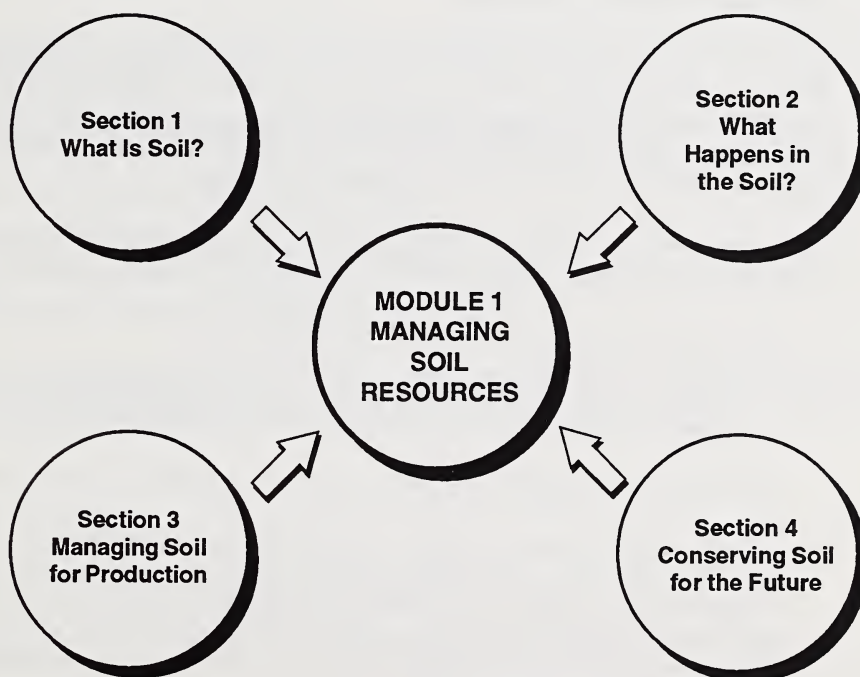 Section 1
What Is Soil?
Section 2
What
Happens in
the Soil?
MODULE 1
MANAGING
SOIL
RESOURCES
Section 3
Managing Soil
for Production
Section 4
Conserving Soil
for the Future